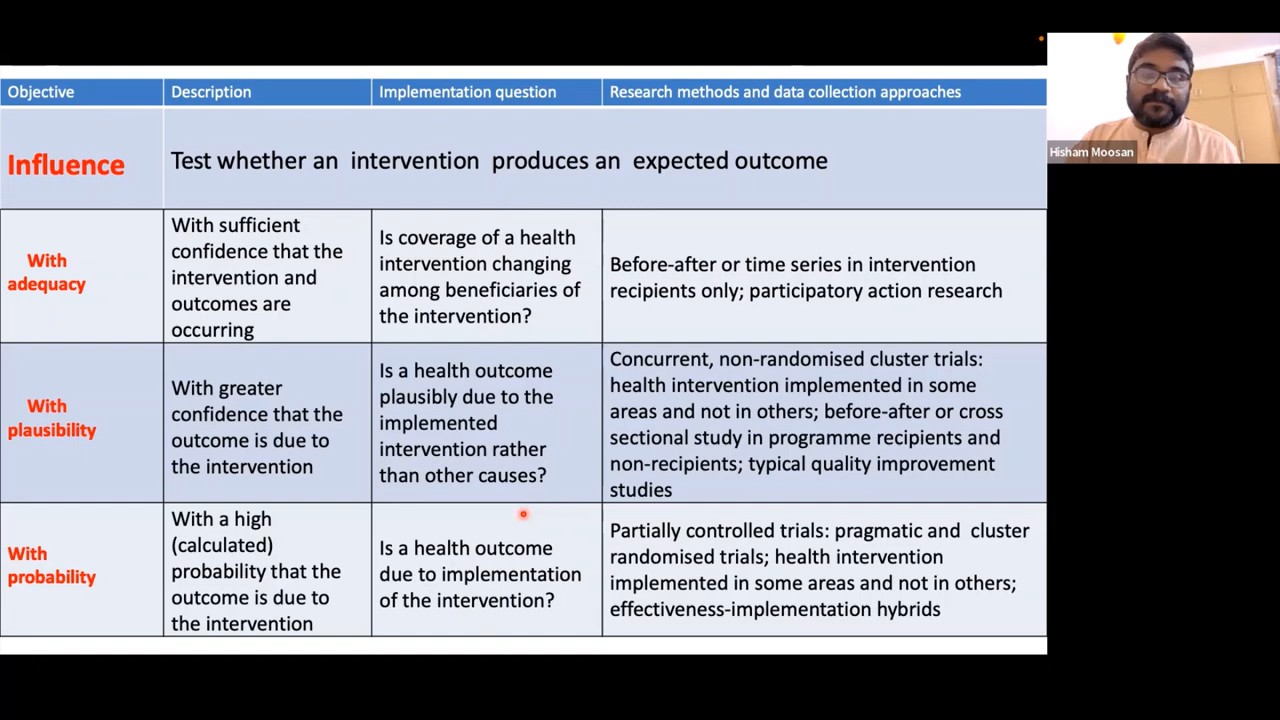 Objective Description Implementation question Research methods and data collection approaches
Influence Test whether an intervention produces an expected outcome
With
adequacy
With sufficient
confidence that the
intervention and
outcomes are
occurring
Is coverage of a health
intervention changing
among beneficiaries of
the intervention?
Before-after or time series in intervention
recipients only; participatory action research
With
plausibility
With greater
confidence that the
outcome is due to
the intervention
Is a health outcome
plausibly due to the
implemented
intervention rather
than other causes?
Concurrent, non-randomised cluster trials:
health intervention implemented in some
areas and not in others; before-after or cross
sectional study in programme recipients and
non-recipients; typical quality improvement
studies
With
probability
With a high
(calculated)
probability that the
outcome is due to
the intervention
Is a health outcome
due to implementation
of the intervention?
Partially controlled trials: pragmatic and cluster
randomised trials; health intervention
implemented in some areas and not in others;
effectiveness-implementation hybrids
Hisham Moosan